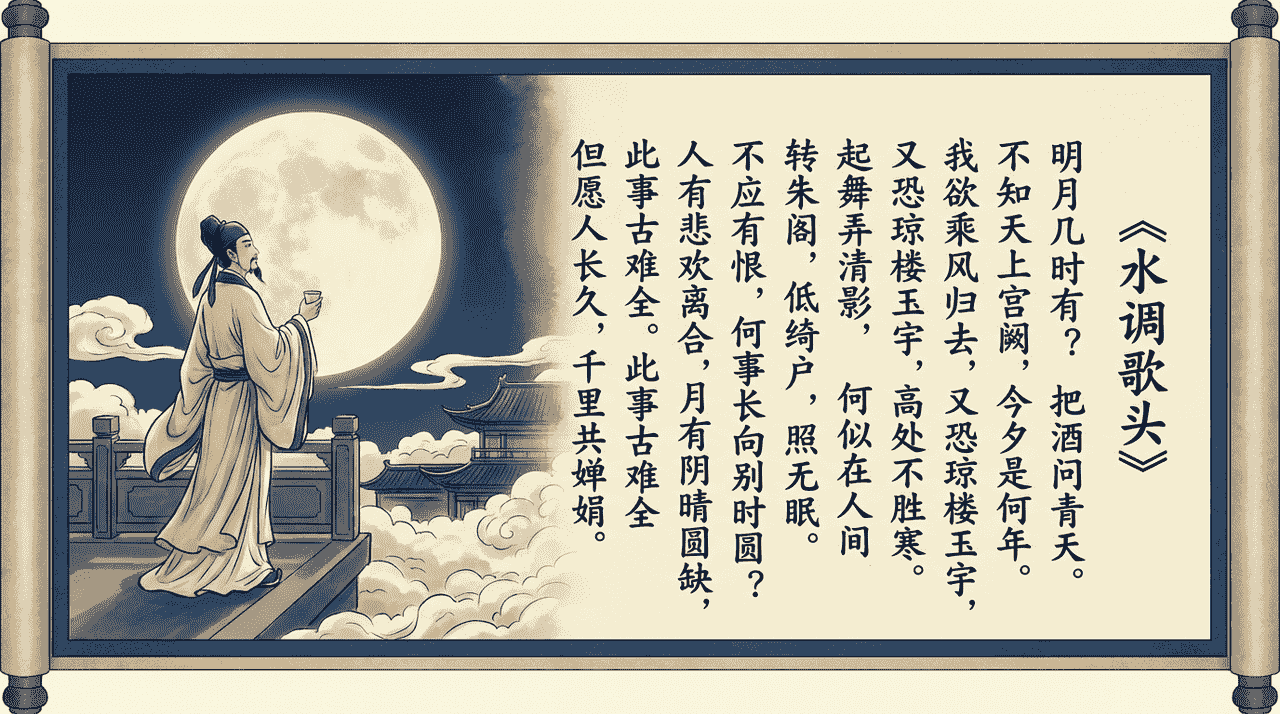 《水调歌头》
明月几时有？把酒问青天。
不知天上宫阙，今夕是何年。
我欲乘风归去，又恐琼楼玉宇，
又恐琼楼玉宇，高处不胜寒。
起舞弄清影，何似在人间
转朱阁，低绮户，照无眠。
不应有恨，何事长向别时圆？
人有悲欢离合，月有阴晴圆缺，
此事古难全。此事古难全
但愿人长久，千里共婵娟。